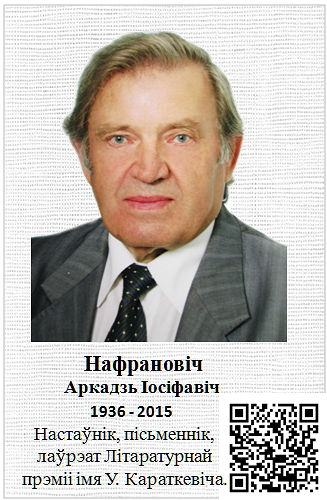 Нафрановіч
Аркадзь Іосіфавіч
1936 - 2015
Настаўнік, пісьменнік,
лаўрэат Літаратурнай
прэміі імя У. Караткевіча.